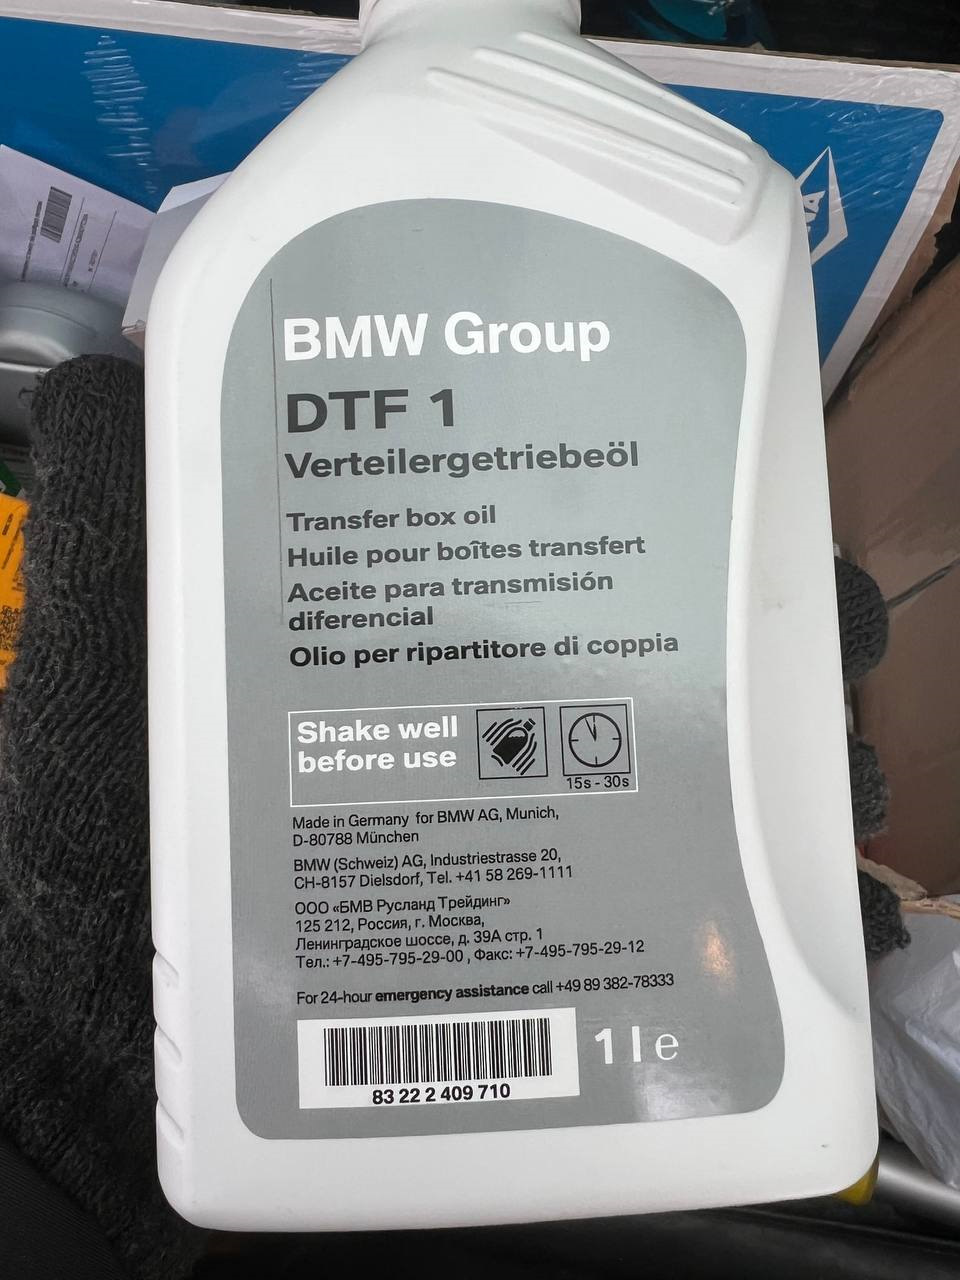 BMW Group
DTF 1
Verteilergetriebeöl
Transfer box oil
Huile pour boîtes transfert
Aceite para transmisión
diferencial
Olio per ripartitore di coppia
Shake well
before use
15s - 30s
Made in Germany for BMW AG, Munich,
D-80788 München
BMW (Schweiz) AG, Industriestrasse 20,
CH-8157 Dielsdorf, Tel. +41 58 269-1111
ООО «БМВ Русланд Трейдинг»
125 212, Россия, г. Москва,
Ленинградское шоссе, д. 39А стр. 1
Тел.: +7-495-795-29-00 , Факс: +7-495-795-29-12
For 24-hour emergency assistance call +49 89 382-78333
83 22 2 409 710
1 l e